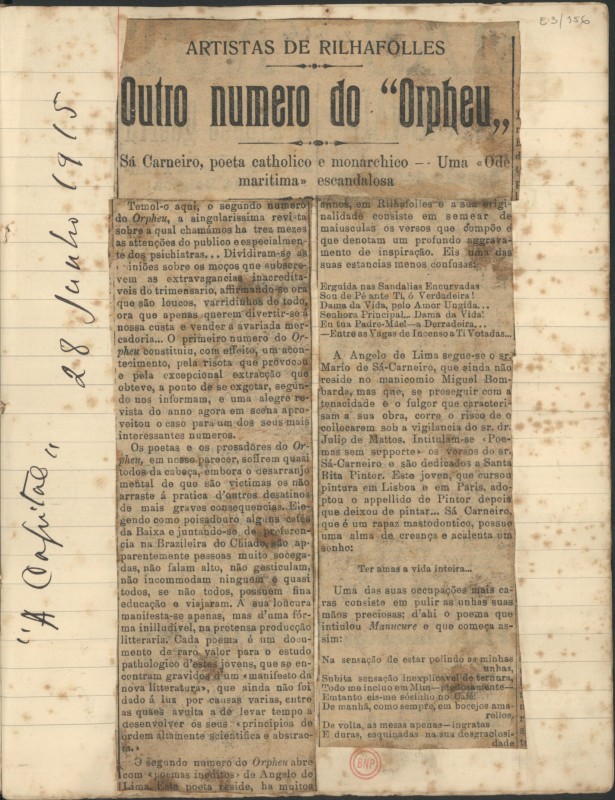 E3/156
"A Capital"
28 Junho 1915
ARTISTAS DE RILHAFOLLES
Outro numero do "Orpheu„
Sá Carneiro, poeta catholico e monarchico — Uma «Ode
maritima» escandalosa
Temol-o aqui, o segundo numero
do Orpheu, a singularissima revista
sobre a qual chamámos ha tres mezes
as attenções do publico e especialmen-
te dos psichiatras... Dividiram-se as
iniões sobre os moços que subscre-
vem as extravagancias inacredita-
veis do trimensario, affirmando-se ora
que são loucos, varridinhos de todo,
ora que apenas querem divertir-se á
nossa custa e vender a avariada mer-
cadoria... O primeiro numero do Or-
pheu constituiu, com effeito, um acon-
tecimento, pela risota que provocou
e pela excepcional extracção que
obteve, a ponto de se exgotar, segun-
do nos informam, e uma alegre re-
vista do anno agora em scena apro-
veitou o caso para um dos seus mais
interessantes numeros.
Os poetas e os prosadores do Or-
pheu, em nosso parecer, soffrem quasi
todos da cabeça, embora o desarranjo
mental de que são victimas os não
arraste á pratica d'outros desatinos
de mais graves consequencias. Ele-
gendo como poisadouro alguns cafés
da Baixa e juntando-se de preferen-
cia na Brazileira do Chiado, são ap-
parentemente pessoas muito socega-
das, não falam alto, não gesticulam,
não incommodam ninguem e quasi
todos, se não todos, possuem fina
educação e viajaram. A sua loucura
manifesta-se apenas, mas d'uma fór-
ma inilludivel, na pretensa producção
litteraria. Cada poema é um docu-
mento de raro valor para o estudo
pathologico d'estes jovens, que se en-
contram gravidos d'um «manifesto da
nova litteratura», que ainda não foi
dado á luz por causas varias, entre
as quaes avulta a de levar tempo a
desenvolver os seus «principios de
ordem altamente scientifica e abstrac-
ta.»
O segundo numero do Orpheu abre
com «poemas ineditos» de Angelo de
Lima. Este poeta reside, ha muitos
annos, em Rilhafolles e a sua origi-
nalidade consiste em semear de
maiusculas os versos que compõe e
que denotam um profundo aggrava-
mento de inspiração. Eis uma das
suas estancias menos confusas:
Erguida nas Sandalias Encurvadas
Sou de Pé ante Ti, ó Verdadeira!
Dama da Vida, pelo Amor Ungida...
Senhora Principal... Dama da Vida!
Eu tua Padre-Mãe!—a Derradeira...
—Entre as Vagas de Incenso a Ti Votadas...
A Angelo de Lima segue-se o sr.
Mario de Sá-Carneiro, que ainda não
reside no manicomio Miguel Bom-
barda, mas que, se proseguir com a
tenacidade e o fulgor que caracteri-
sam a sua obra, corre o risco de o
collocarem sob a vigilancia do sr. dr.
Julio de Mattos. Intitulam-se «Poe-
mas sem supporte» os versos do sr.
Sá-Carneiro e são dedicados a Santa
Rita Pintor. Este joven, que cursou
pintura em Lisboa e em Paris, ado-
ptou o appellido de Pintor depois
que deixou de pintar... Sá Carneiro,
que é um rapaz mastodontico, possue
uma alma de creança e acalenta um
sonho:
Ter amas a vida inteira...
Uma das suas occupações mais ca-
ras consiste em pulir as unhas suas
mãos preciosas; d'ahi o poema que
intitulou Manucure e que começa as-
sim:
Na sensação de estar polindo as minhas
unhas,
Subita sensação inexplicavel de ternura,
Todo me incluo em Mim—piedosamente—
Emtanto eis-me sósinho no Café:
De manhã, como sempre, em bocejos ama-
rellos,
De volta, as mesas apenas—ingratas
E duras, esquinadas na sua desgraciosi-
dade
BNP